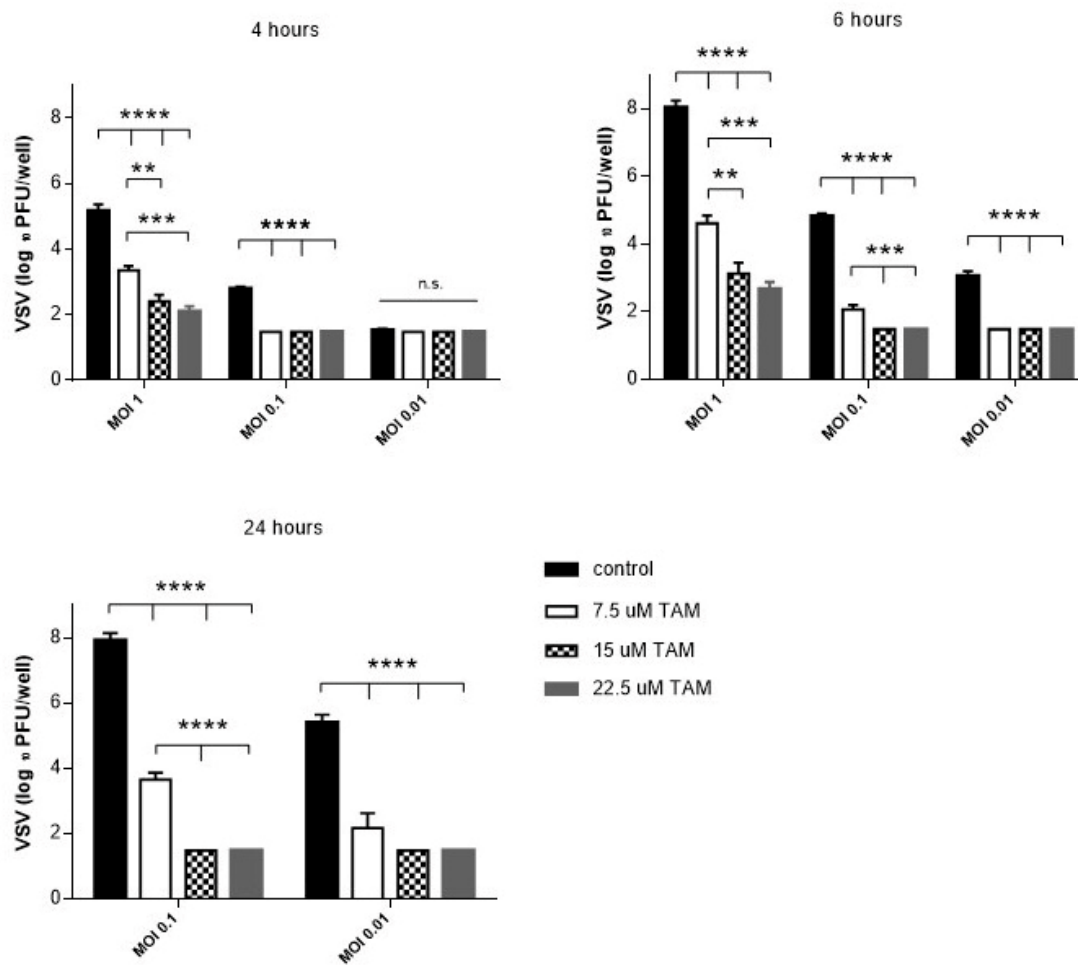 4 hours
VSV (log 10 PFU/well)
8
6
4
2
0
****
**
***
****
n.s.
MOI 1
MOI 0.1
MOI 0.01
6 hours
VSV (log 10 PFU/well)
8
6
4
2
0
****
***
**
****
***
****
MOI 1
MOI 0.1
MOI 0.01
24 hours
VSV (log 10 PFU/well)
8
6
4
2
0
****
****
****
MOI 0.1
MOI 0.01
control
7.5 uM TAM
15 uM TAM
22.5 uM TAM